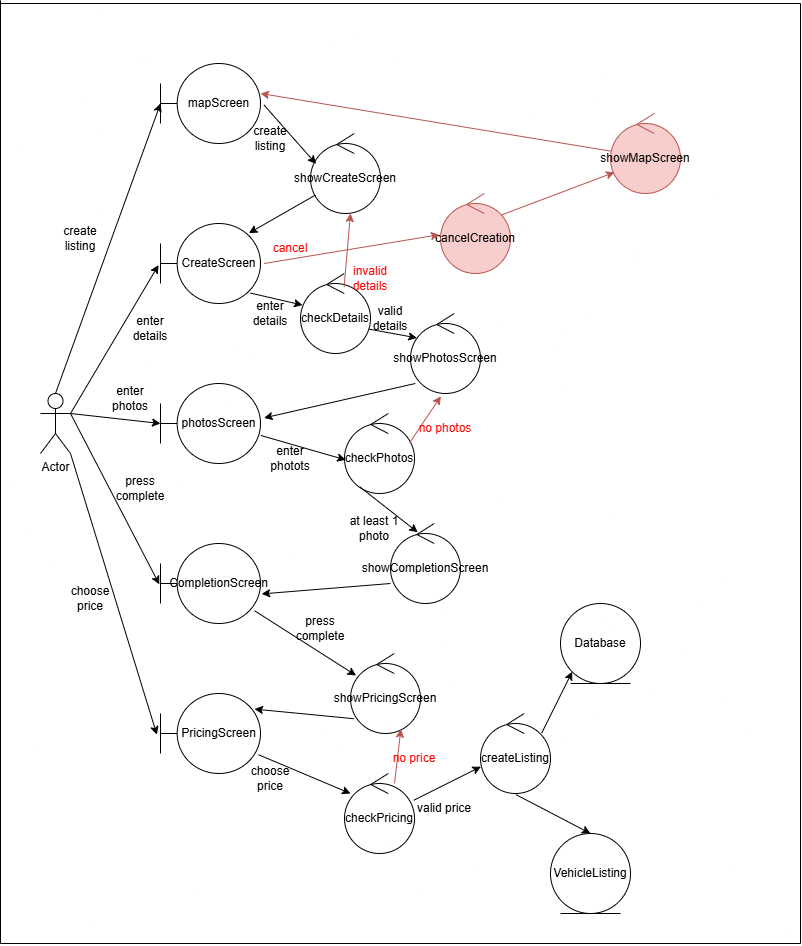 mapScreen
create
listing
showCreateScreen
showMapScreen
create
listing
cancelCreation
cancel
CreateScreen
invalid
details
enter
details
enter
details
checkDetails
valid
details
showPhotosScreen
enter
photos
photosScreen
no photos
enter
photots
checkPhotos
Actor
press
complete
at least 1
photo
showCompletionScreen
CompletionScreen
choose
price
press
complete
Database
showPricingScreen
PricingScreen
no price
createListing
choose
price
valid price
checkPricing
VehicleListing